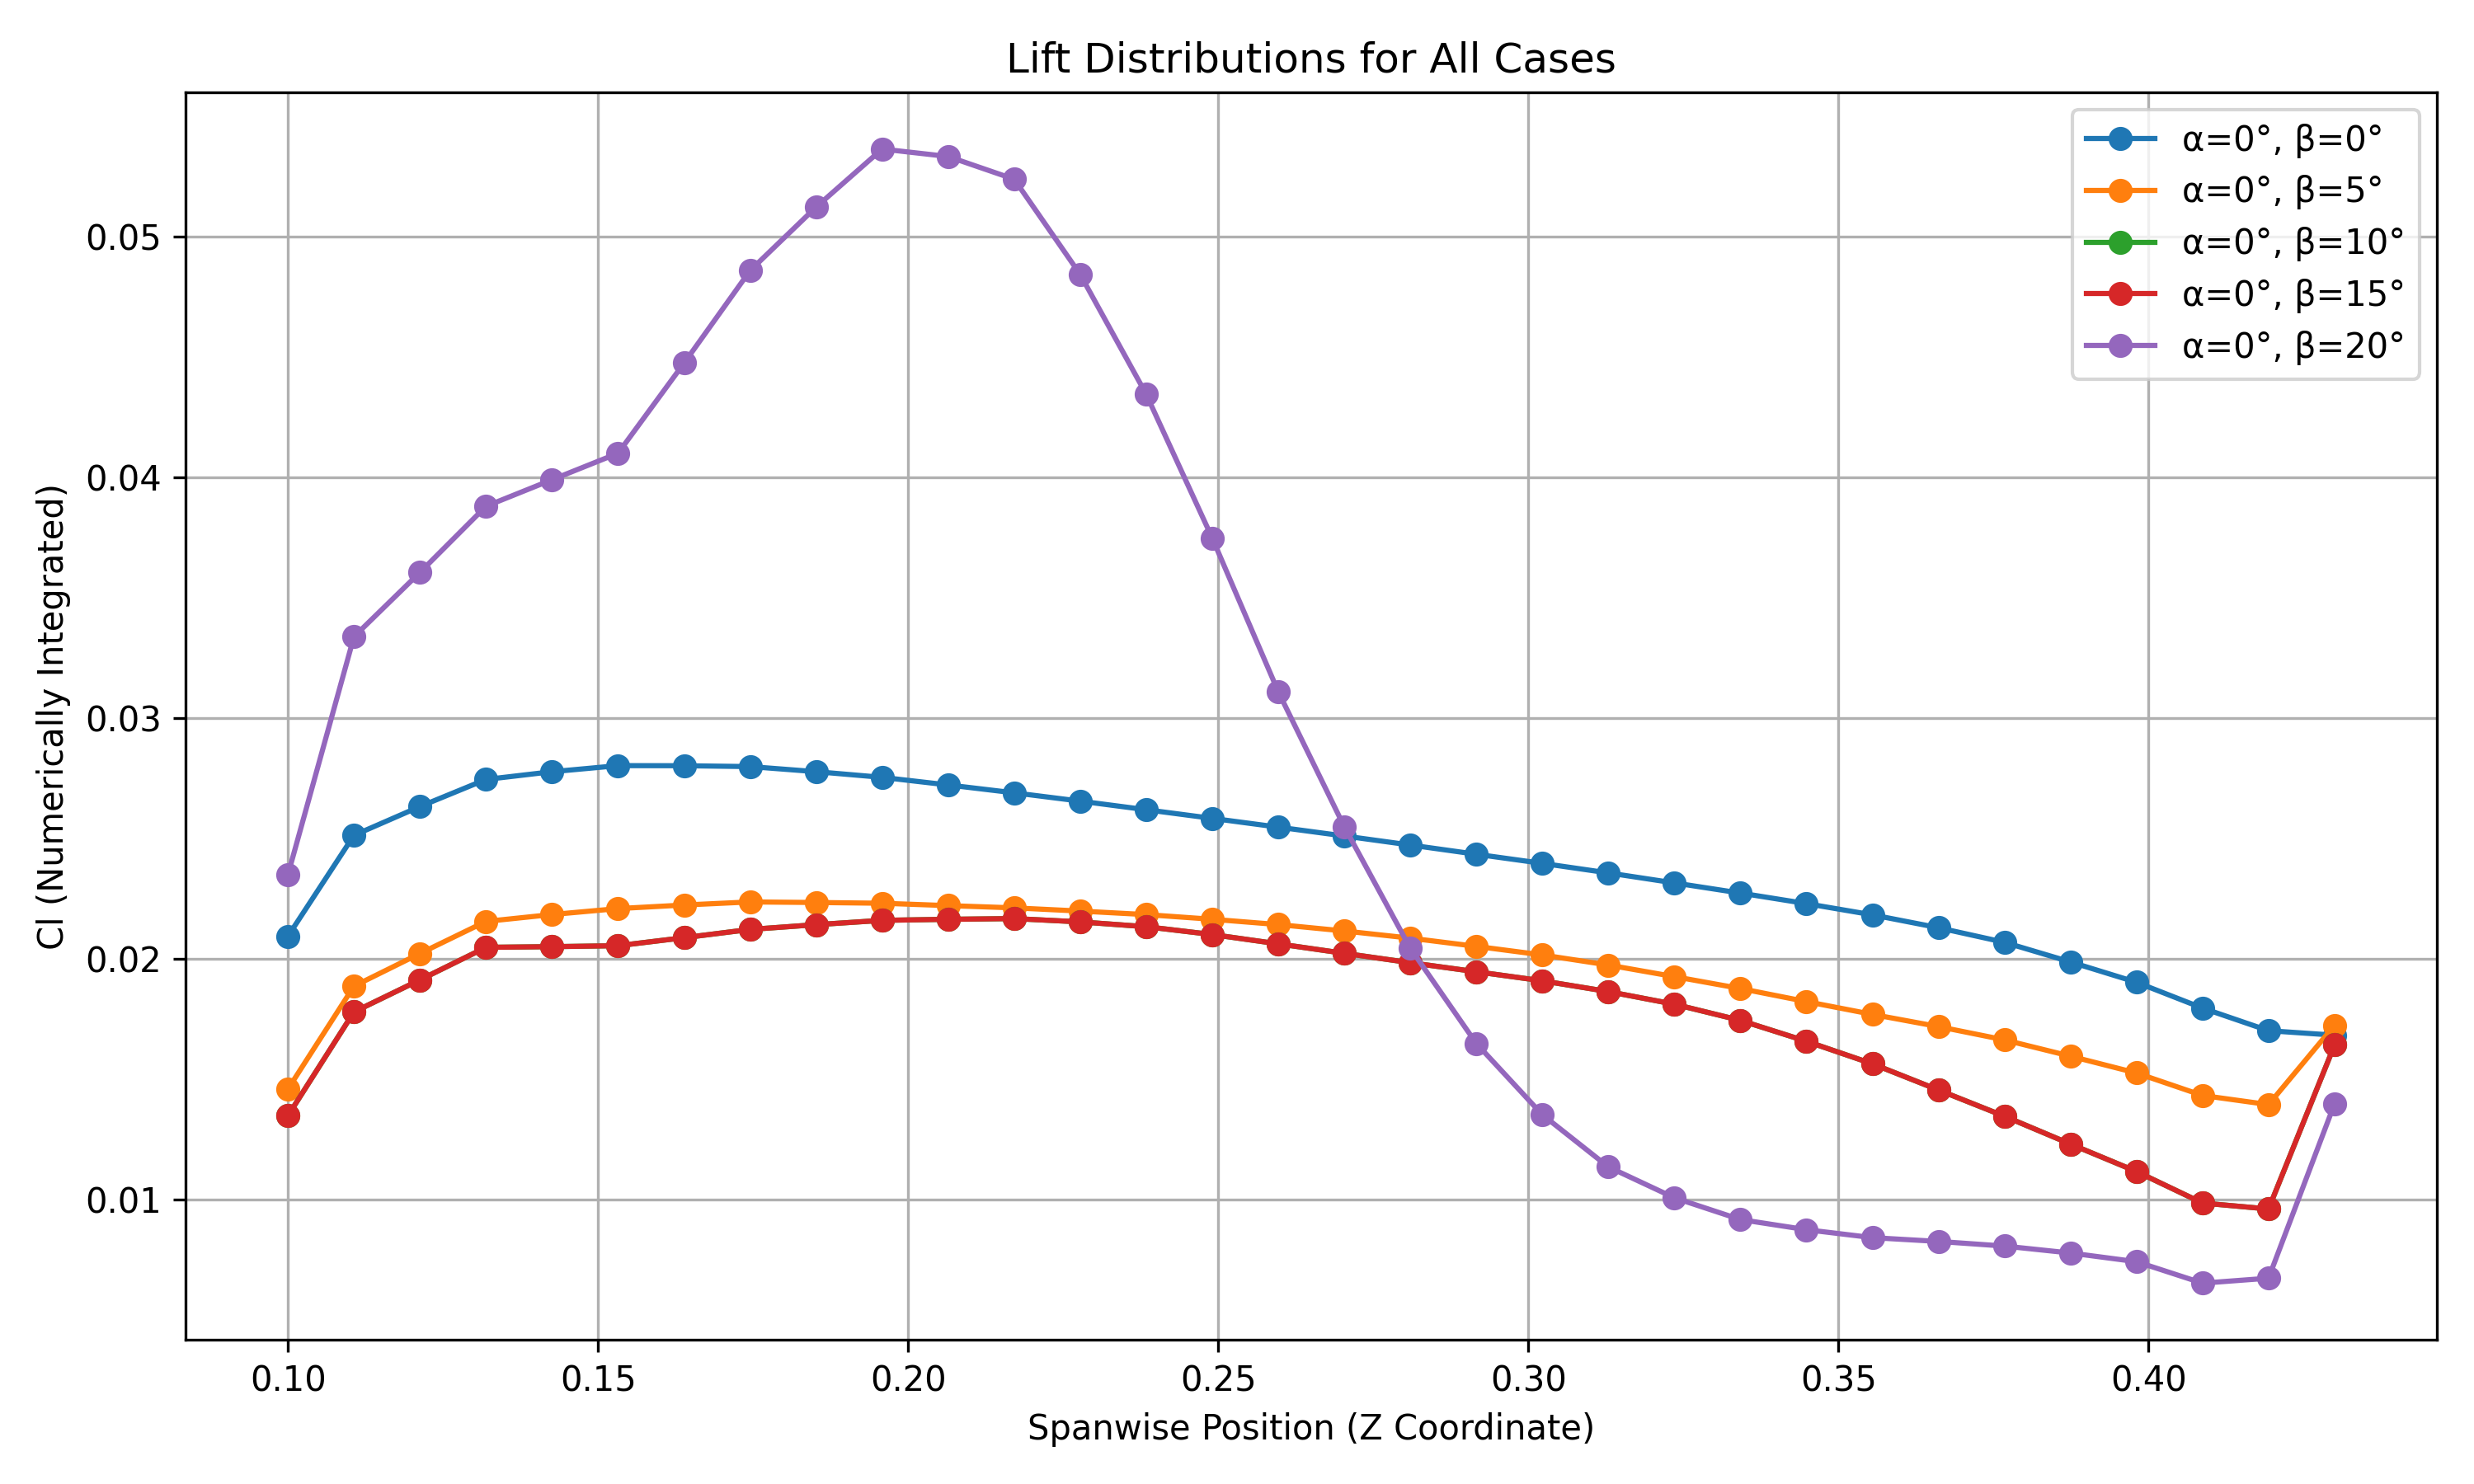 Lift Distributions for All Cases
α=0°, β=0°
α=0°, β=5°
α=0°, β=10°
α=0°, β=15°
α=0°, β=20°
Cl (Numerically Integrated)
0.05
0.04
0.03
0.02
0.01
0.10 0.15 0.20 0.25 0.30 0.35 0.40
Spanwise Position (Z Coordinate)